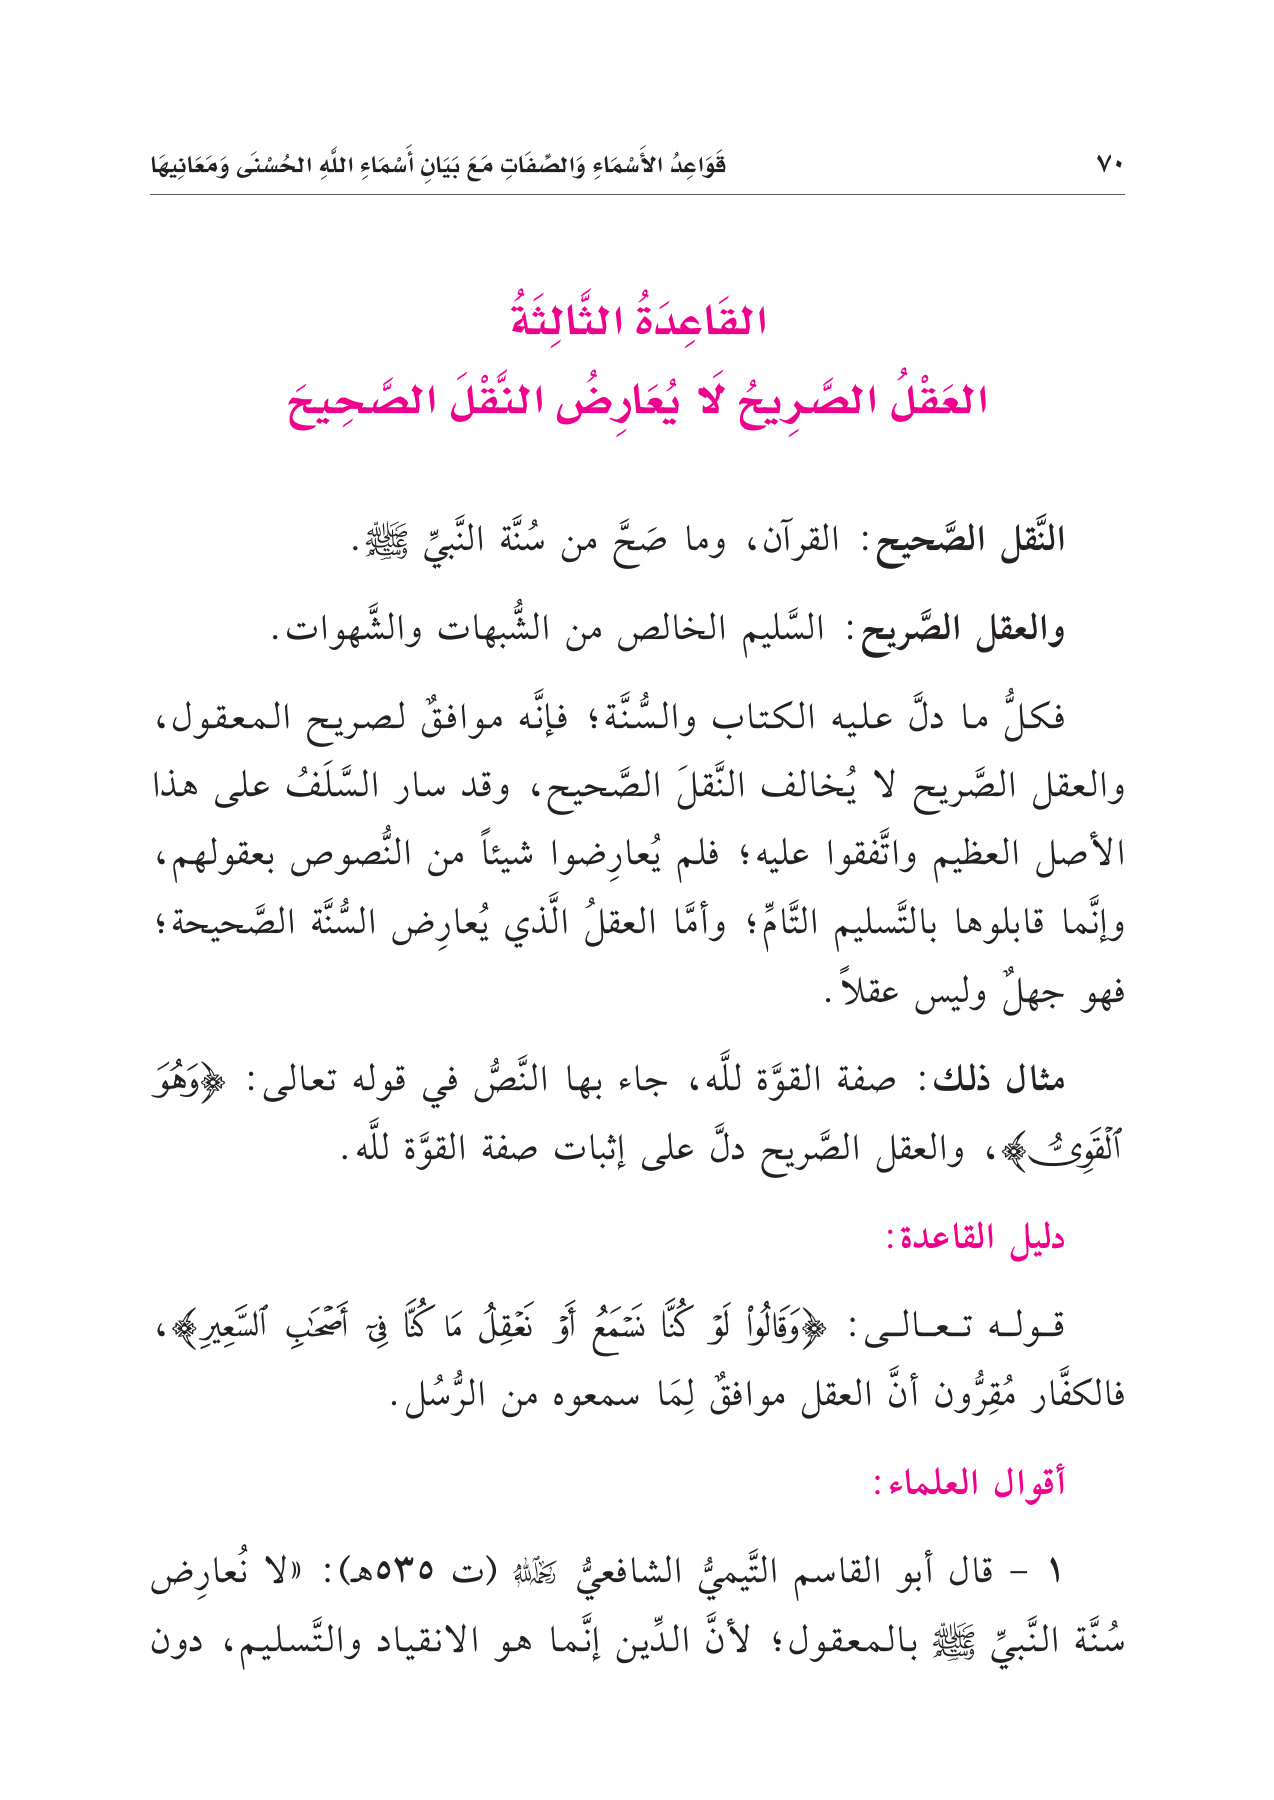 ٧٠ قَوَاعِدُ الأَسْمَاءِ وَالصِّفَاتِ مَعَ بَيَانِ أَسْمَاءِ اللَّهِ الحُسْنَى وَمَعَانِيهَا
القَاعِدَةُ الثَّالِثَةُ
العَقْلُ الصَّرِيحُ لَا يُعَارِضُ النَّقْلَ الصَّحِيحَ
النَّقل الصَّحيح: القرآن، وما صَحَّ من سُنَّة النَّبيِّ ﷺ.
والعقل الصَّريح: السَّليم الخالص من الشُّبهات والشَّهوات.
فكلُّ ما دلَّ عليه الكتاب والسُّنَّة؛ فإنَّه موافقٌ لصريح المعقول،
والعقل الصَّريح لا يُخالف النَّقلَ الصَّحيح، وقد سار السَّلَفُ على هذا
الأصل العظيم واتَّفقوا عليه؛ فلم يُعارِضوا شيئاً من النُّصوص بعقولهم،
وإنَّما قابلوها بالتَّسليم التَّامِّ؛ وأمَّا العقلُ الَّذي يُعارِض السُّنَّة الصَّحيحة؛
فهو جهلٌ وليس عقلاً.
مثال ذلك: صفة القوَّة للَّه، جاء بها النَّصُّ في قوله تعالى: ﴿وَهُوَ
ٱلْقَوِىُّ﴾، والعقل الصَّريح دلَّ على إثبات صفة القوَّة للَّه.
دليل القاعدة:
قوله تعالى: ﴿وَقَالُوا۟ لَوْ كُنَّا نَسْمَعُ أَوْ نَعْقِلُ مَا كُنَّا فِىٓ أَصْحَٰبِ ٱلسَّعِيرِ﴾،
فالكفَّار مُقِرُّون أنَّ العقل موافقٌ لِمَا سمعوه من الرُّسُل.
أقوال العلماء:
١ - قال أبو القاسم التَّيميُّ الشافعيُّ رَحِمَهُ اللَّهُ (ت ٥٣٥هـ): «لا نُعارِض
سُنَّة النَّبيِّ ﷺ بالمعقول؛ لأنَّ الدِّين إنَّما هو الانقياد والتَّسليم، دون